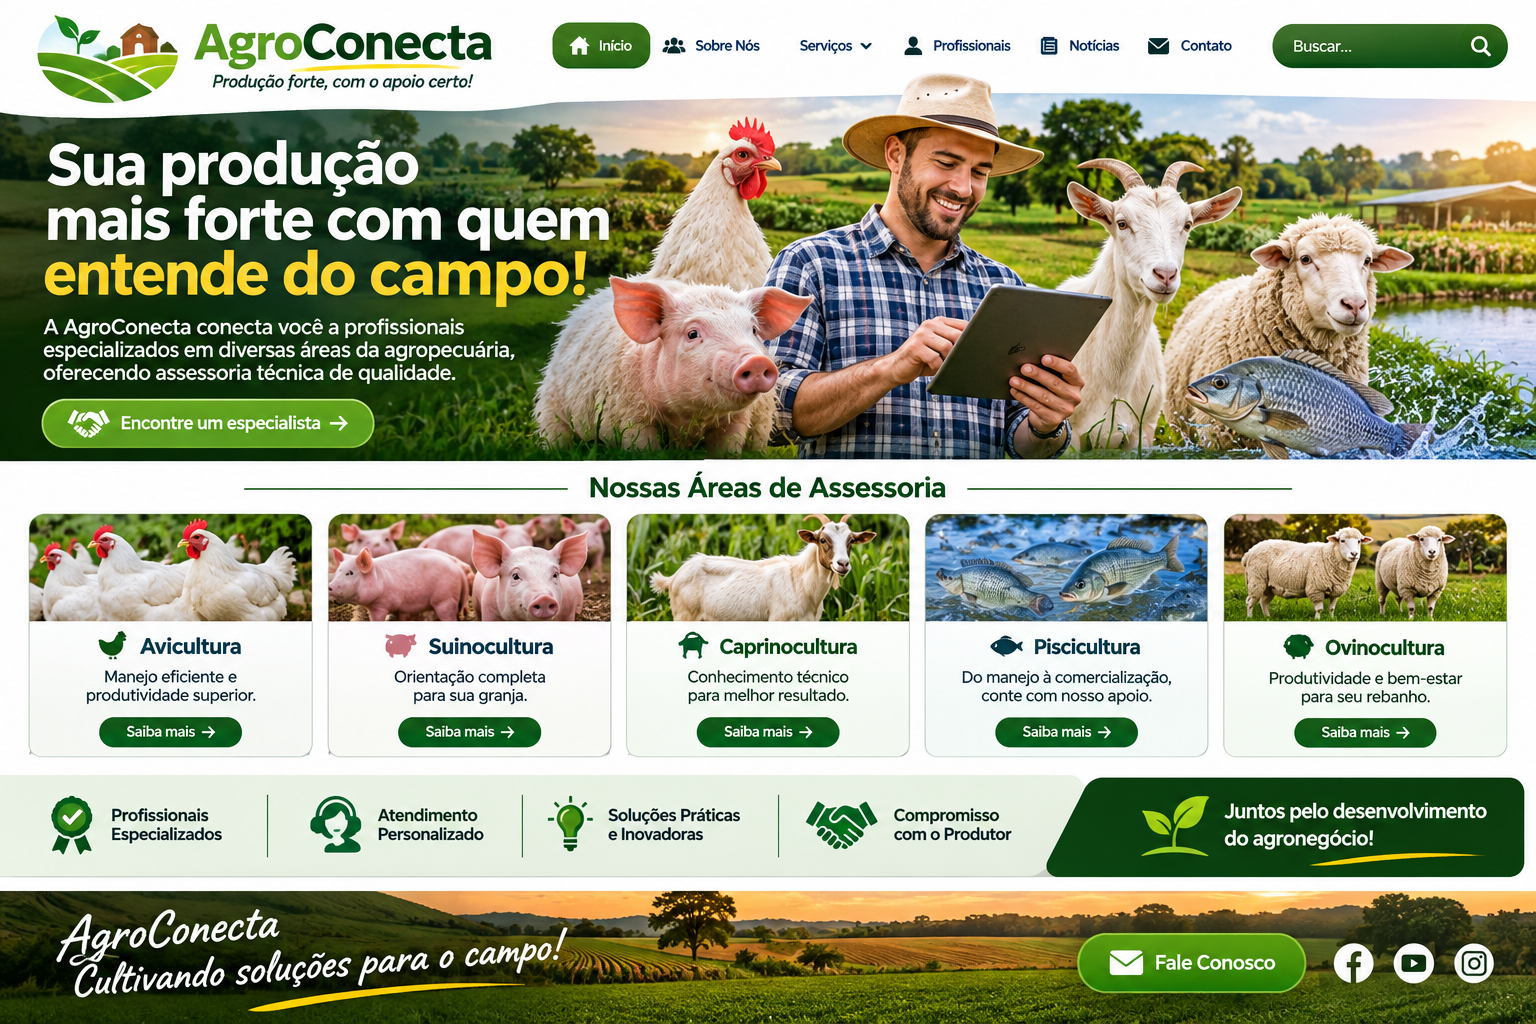 AgroConecta
Produção forte, com o apoio certo!
Início
Sobre Nós
Serviços
Profissionais
Notícias
Contato
Buscar...
Sua produção
mais forte com quem
entende do campo!
A AgroConecta conecta você a profissionais
especializados em diversas áreas da agropecuária,
oferecendo assessoria técnica de qualidade.
Encontre um especialista →
Nossas Áreas de Assessoria
Avicultura
Manejo eficiente e
produtividade superior.
Saiba mais →
Suinocultura
Orientação completa
para sua granja.
Saiba mais →
Caprinocultura
Conhecimento técnico
para melhor resultado.
Saiba mais →
Piscicultura
Do manejo à comercialização,
conte com nosso apoio.
Saiba mais →
Ovinocultura
Produtividade e bem-estar
para seu rebanho.
Saiba mais →
Profissionais
Especializados
Atendimento
Personalizado
Soluções Práticas
e Inovadoras
Compromisso
com o Produtor
Juntos pelo desenvolvimento
do agronegócio!
AgroConecta
Cultivando soluções para o campo!
Fale Conosco